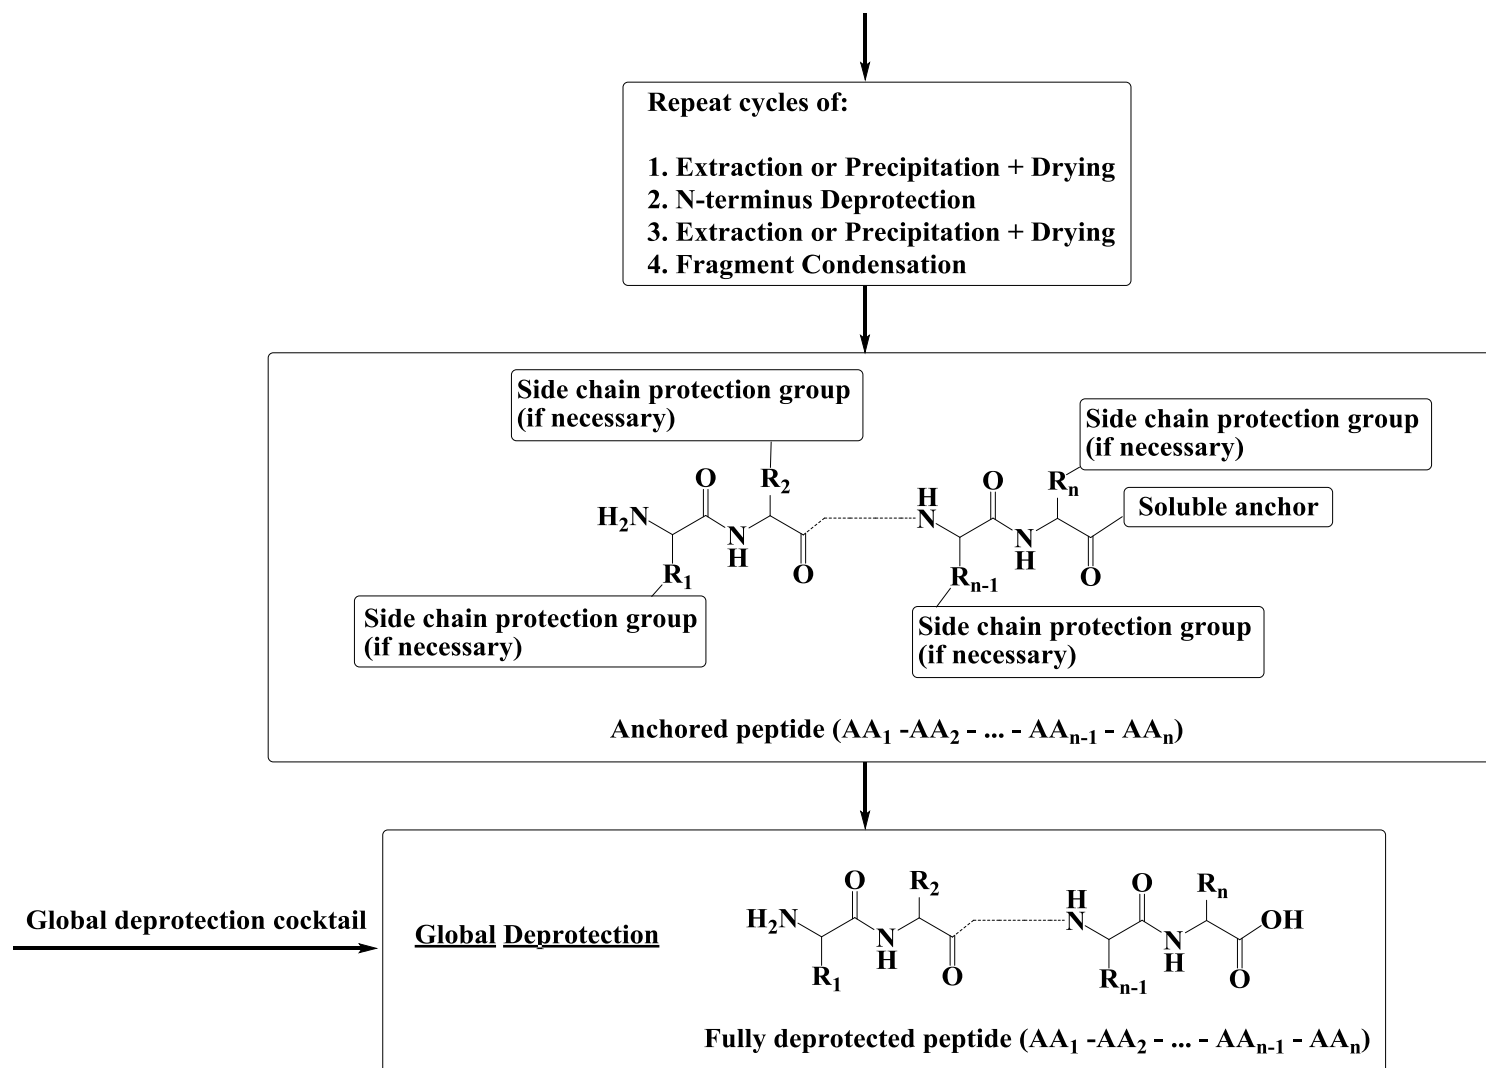 Repeat cycles of:
1. Extraction or Precipitation + Drying
2. N-terminus Deprotection
3. Extraction or Precipitation + Drying
4. Fragment Condensation
Side chain protection group
(if necessary)
Side chain protection group
(if necessary)
O
R2
H2N
N
H
R1
O
H
N
O
Rn
Soluble anchor
N
H
O
Rn-1
Side chain protection group
(if necessary)
Side chain protection group
(if necessary)
Anchored peptide (AA1 -AA2 - ... - AAn-1 - AAn)
Global deprotection cocktail
Global Deprotection
O
R2
H2N
N
H
R1
O
H
N
O
Rn
OH
N
H
O
Rn-1
Fully deprotected peptide (AA1 -AA2 - ... - AAn-1 - AAn)